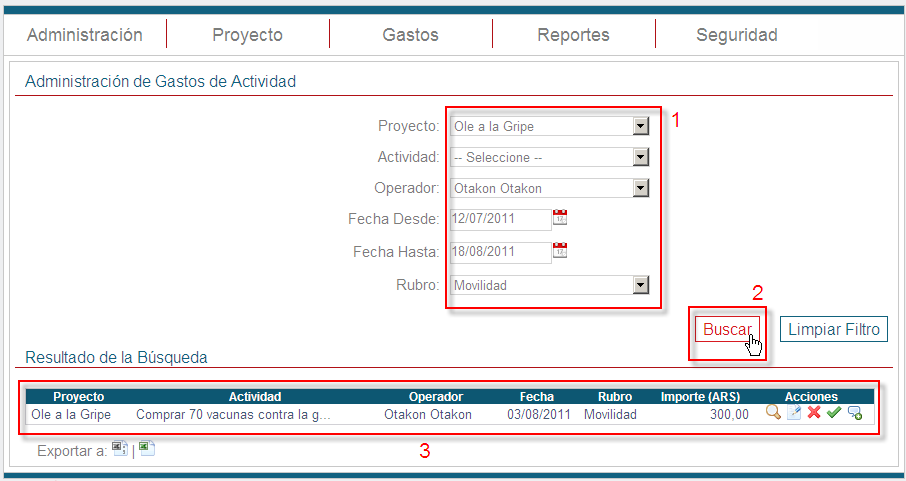 Administración Proyecto Gastos Reportes Seguridad
Administración de Gastos de Actividad
Proyecto: Ole a la Gripe 1
Actividad: -- Seleccione --
Operador: Otakon Otakon
Fecha Desde: 12/07/2011
Fecha Hasta: 18/08/2011
Rubro: Movilidad
2
Buscar Limpiar Filtro
Resultado de la Búsqueda
Proyecto Actividad Operador Fecha Rubro Importe (ARS) Acciones
Ole a la Gripe Comprar 70 vacunas contra la g... Otakon Otakon 03/08/2011 Movilidad 300,00
Exportar a: | 3